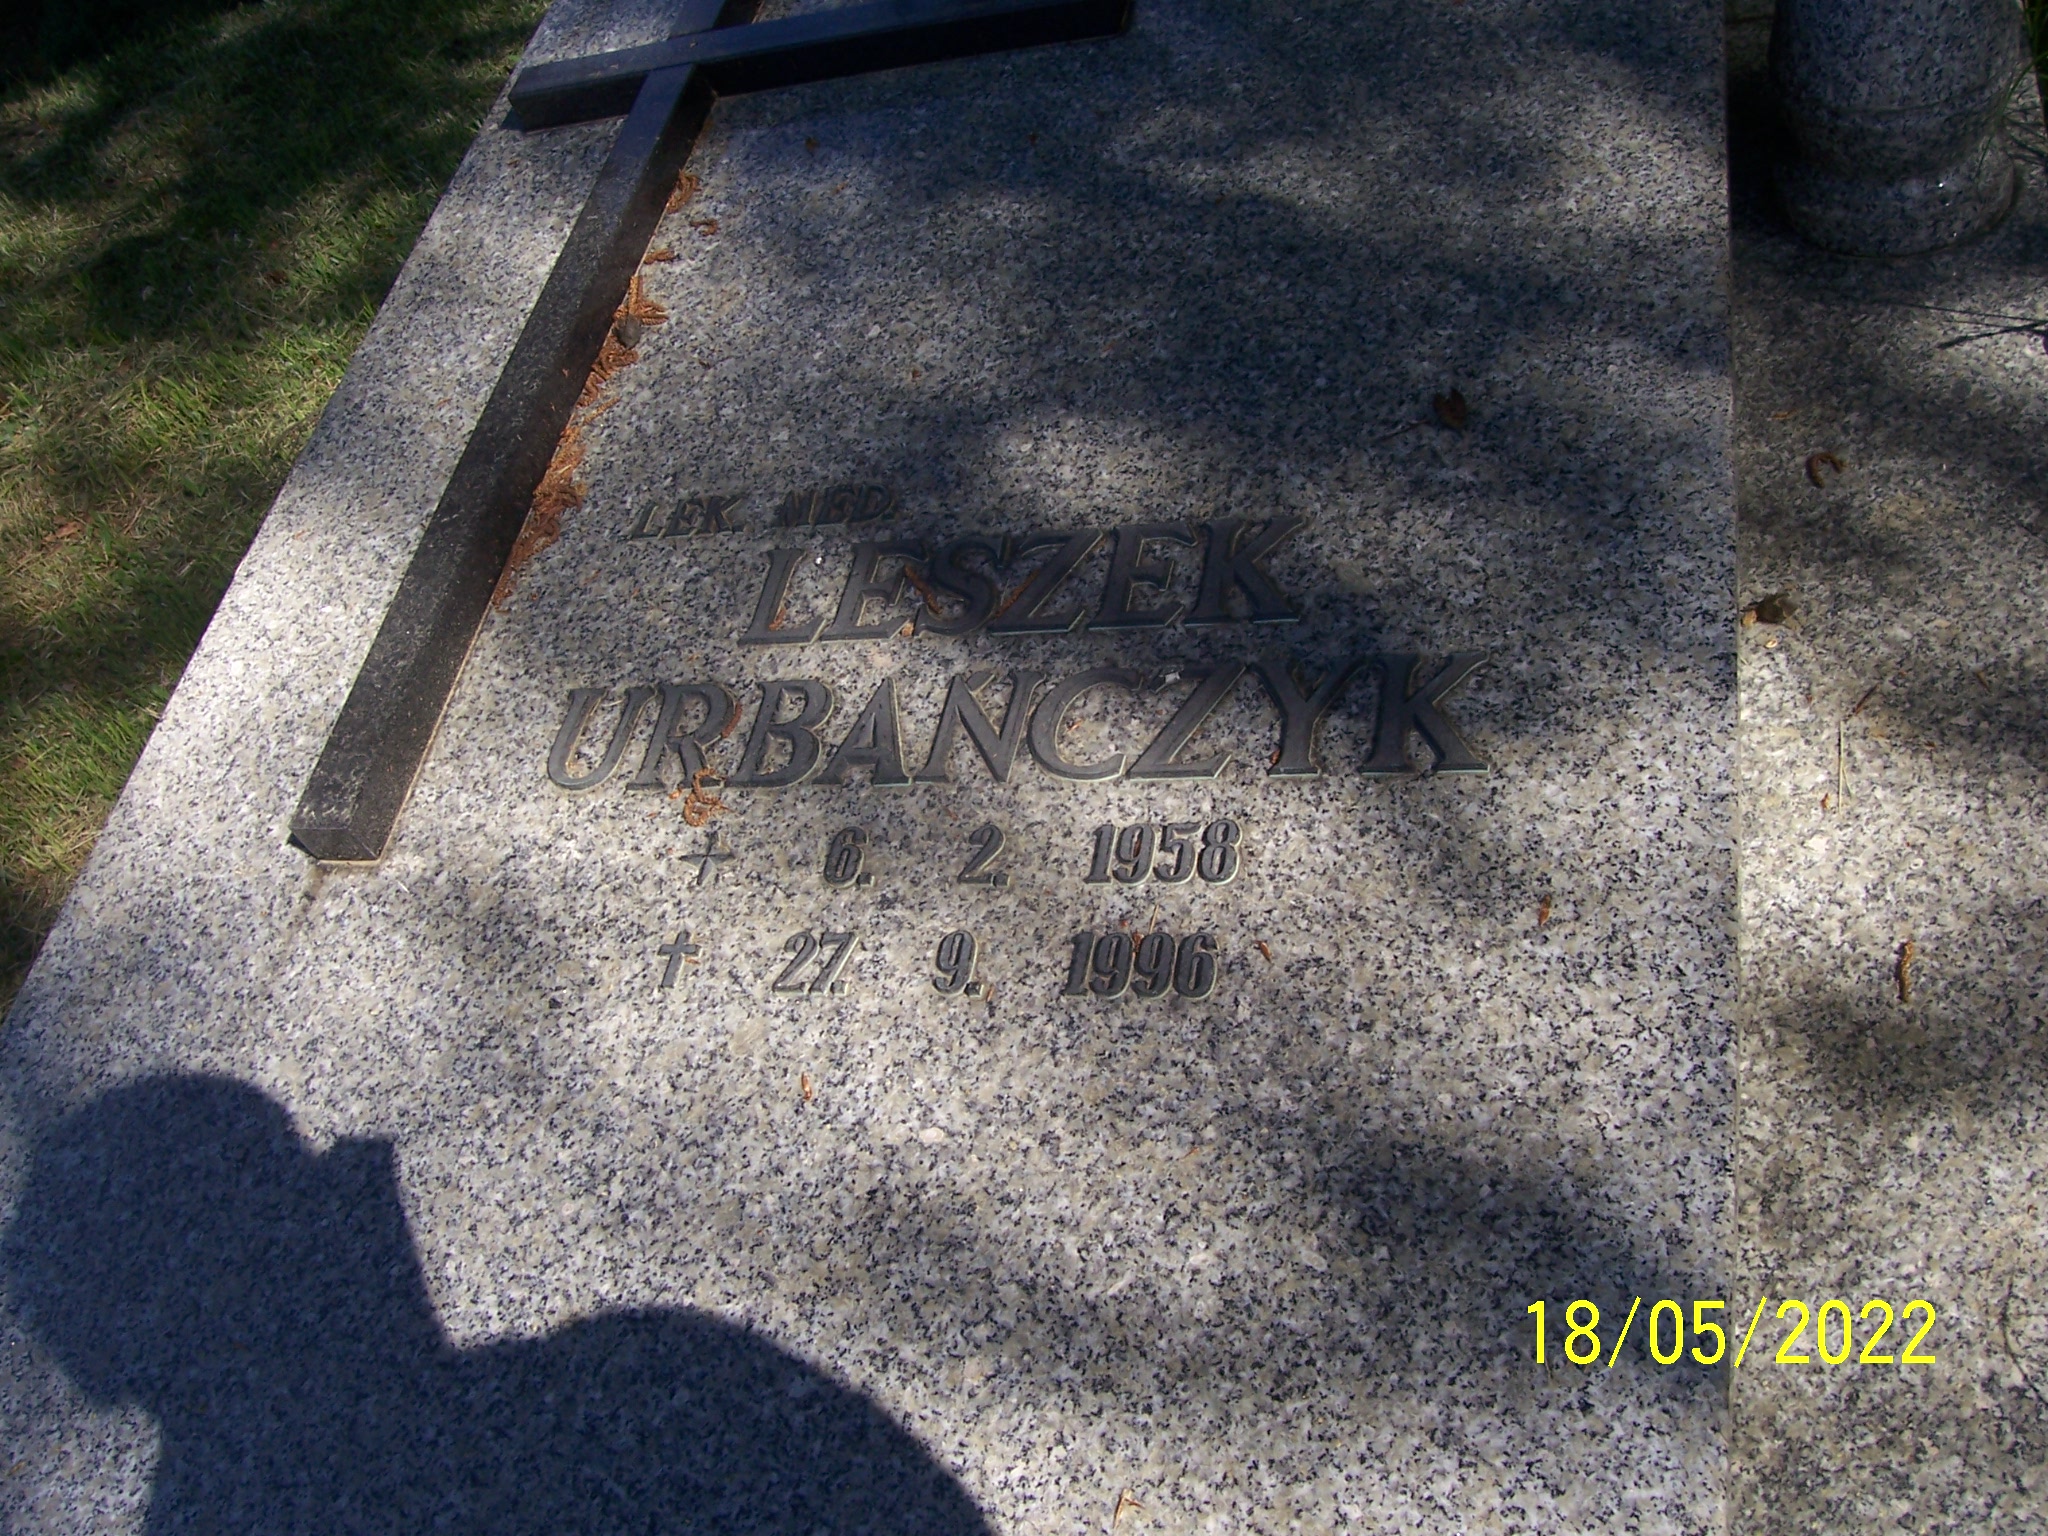 LEK. MED.
LESZEK
URBAŃCZYK
6. 2. 1958
✝ 27. 9. 1996
18/05/2022